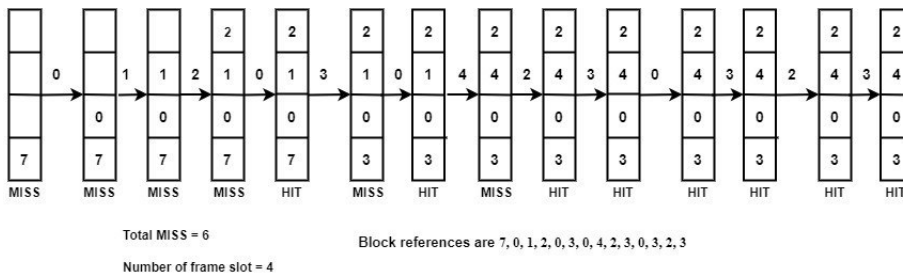 2 2 2 2 2 2 2 2 2 2 2
0 1 1 2 1 0 1 3 1 0 1 4 4 2 4 3 4 0 4 3 4 2 4 3 4
0 0 0 0 0 0 0 0 0 0 0 0 0
7 7 7 7 7 3 3 3 3 3 3 3 3 3
MISS MISS MISS MISS HIT MISS HIT MISS HIT HIT HIT HIT HIT HIT
Total MISS = 6
Block references are 7, 0, 1, 2, 0, 3, 0, 4, 2, 3, 0, 3, 2, 3
Number of frame slot = 4